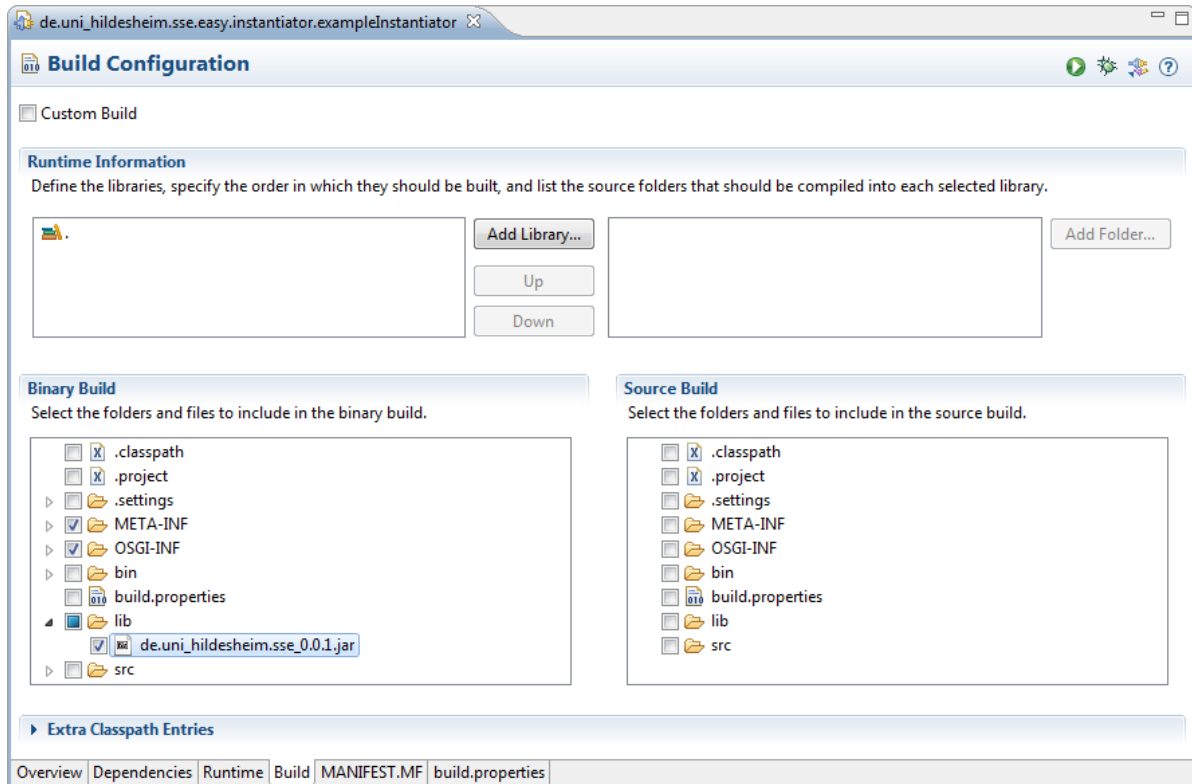 de.uni_hildesheim.sse.easy.instantiator.exampleInstantiator
Build Configuration
Custom Build
Runtime Information
Define the libraries, specify the order in which they should be built, and list the source folders that should be compiled into each selected library.
.
Add Library...
Add Folder...
Up
Down
Binary Build
Select the folders and files to include in the binary build.
.classpath
.project
.settings
META-INF
OSGI-INF
bin
build.properties
lib
de.uni_hildesheim.sse_0.0.1.jar
src
Source Build
Select the folders and files to include in the source build.
.classpath
.project
.settings
META-INF
OSGI-INF
bin
build.properties
lib
src
Extra Classpath Entries
Overview Dependencies Runtime Build MANIFEST.MF build.properties